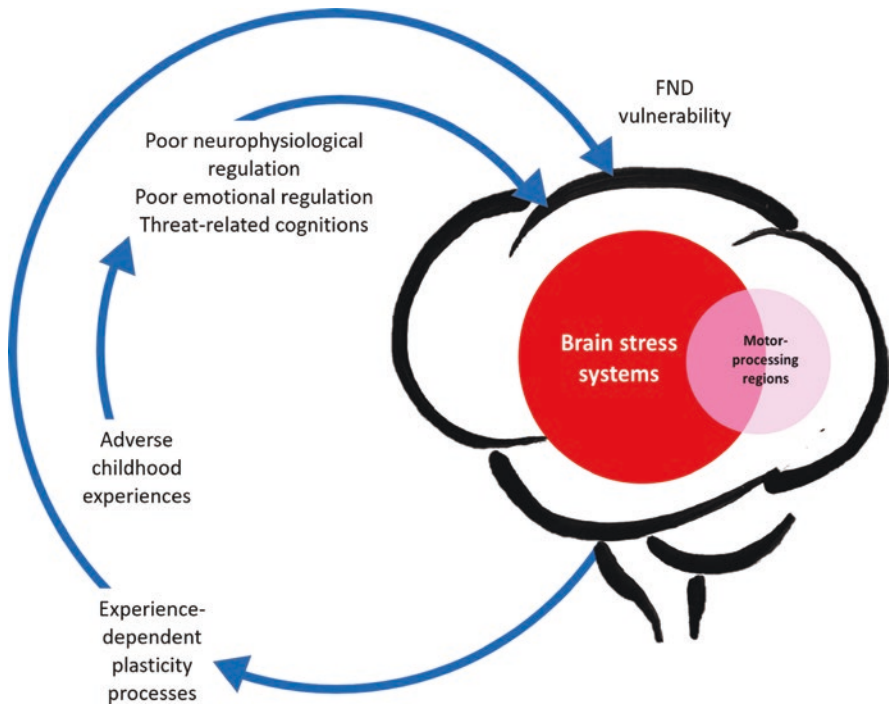 FND
vulnerability
Poor neurophysiological
regulation
Poor emotional regulation
Threat-related cognitions
Brain stress
systems
Motor-
processing
regions
Adverse
childhood
experiences
Experience-
dependent
plasticity
processes